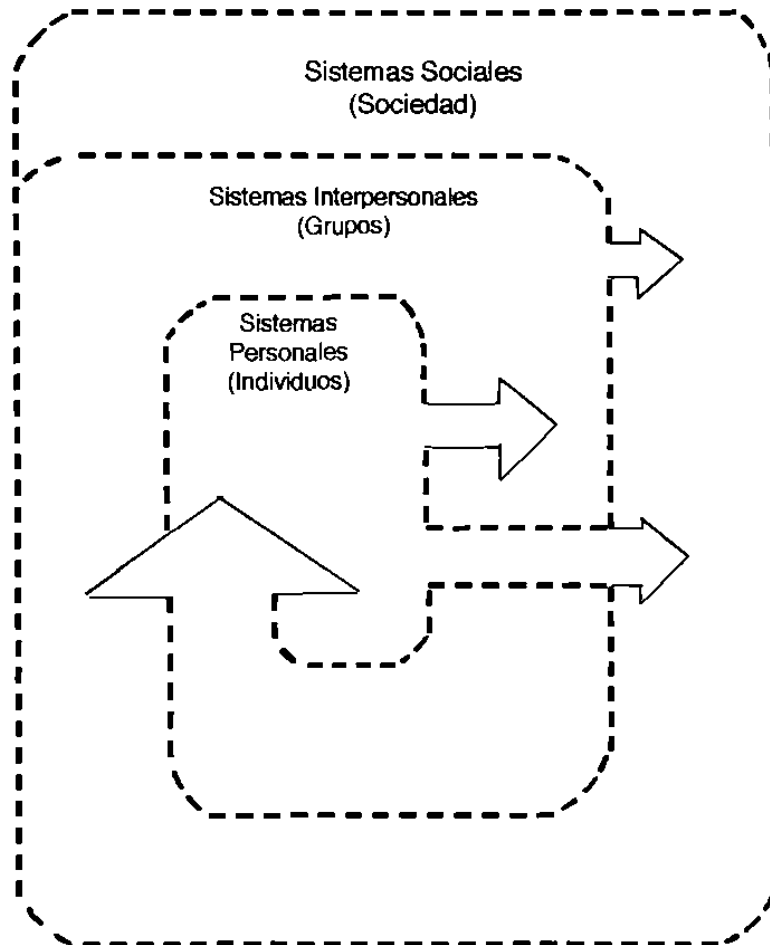 Sistemas Sociales
(Sociedad)
Sistemas Interpersonales
(Grupos)
Sistemas
Personales
(Individuos)